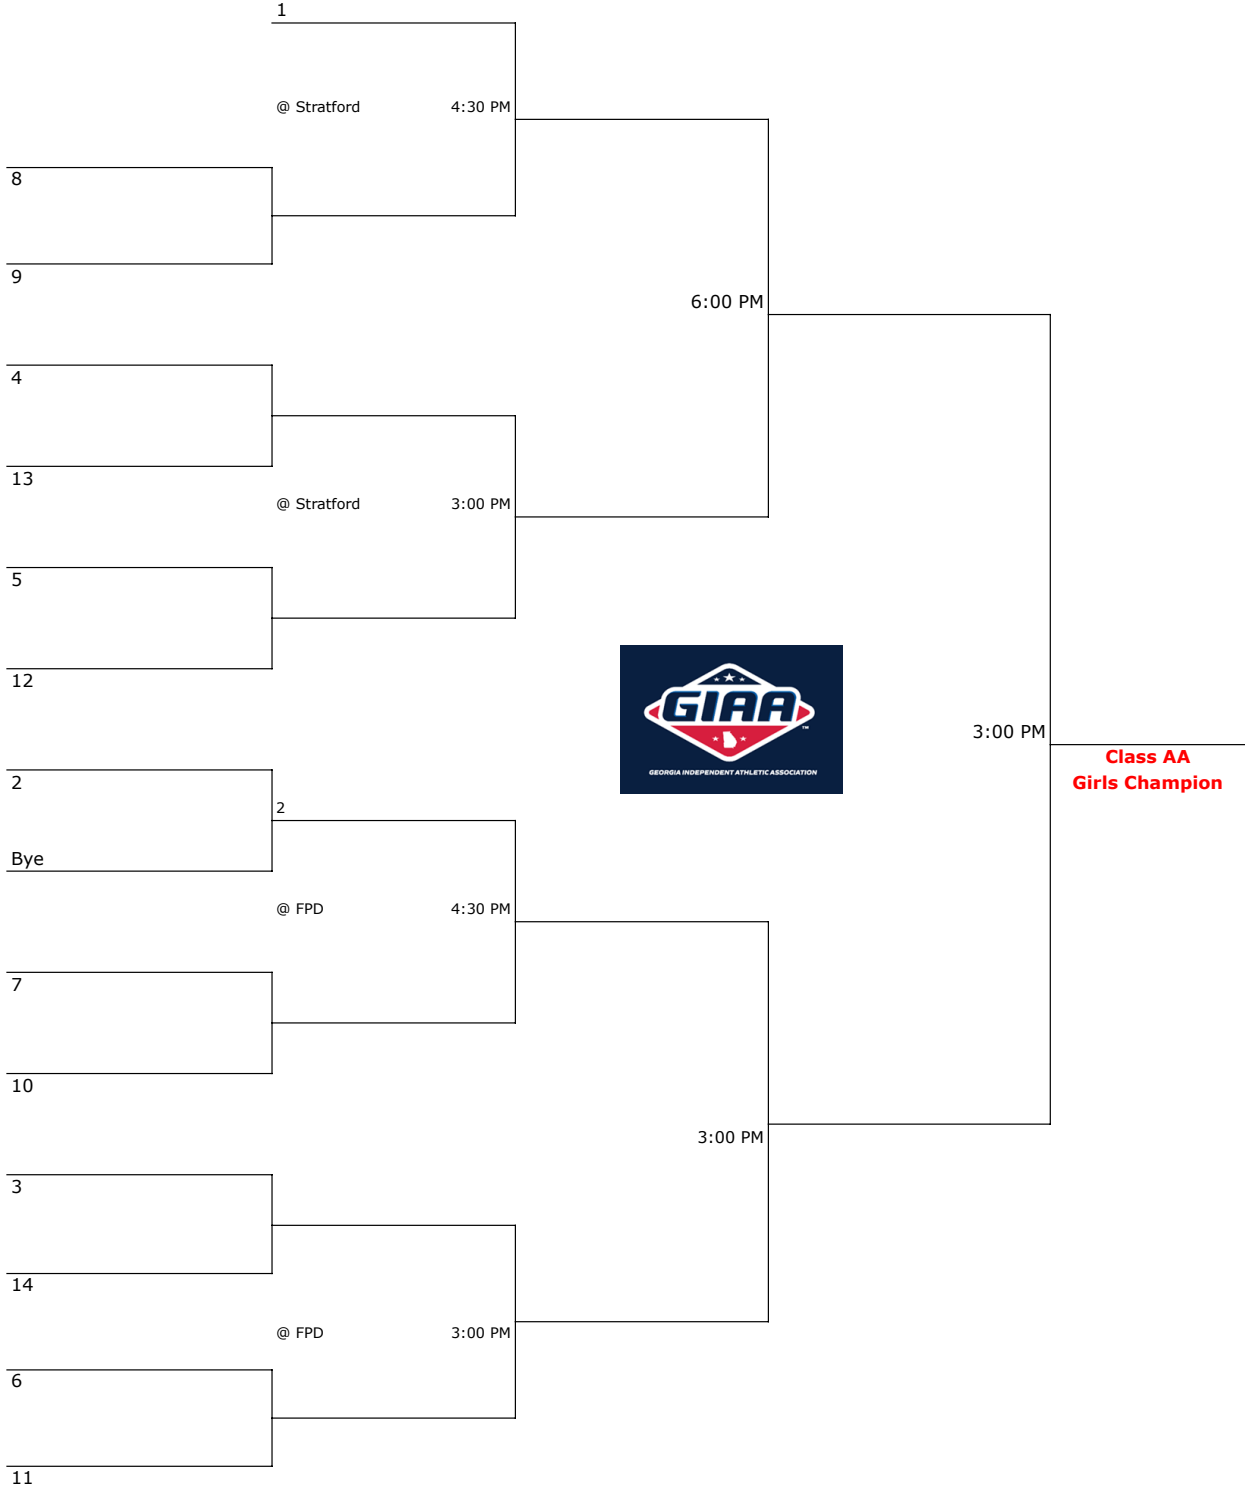 1
@ Stratford 4:30 PM
8
9
6:00 PM
4
13
@ Stratford 3:00 PM
5
12
GIAA
™
GEORGIA INDEPENDENT ATHLETIC ASSOCIATION
3:00 PM
Class AA
Girls Champion
2
2
Bye
@ FPD 4:30 PM
7
10
3:00 PM
3
14
@ FPD 3:00 PM
6
11